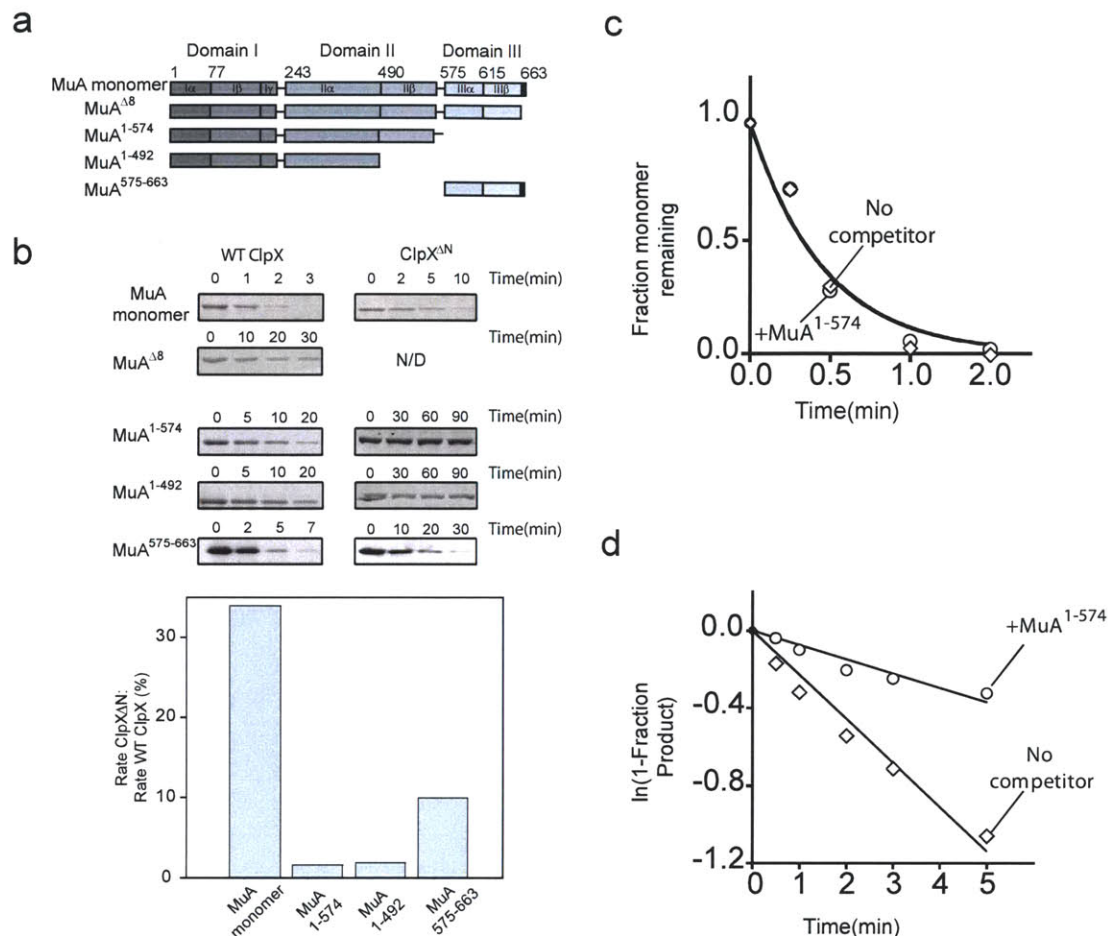 a
Domain I Domain II Domain III
1 77 243 490 575 615 663
MuA monomer Iα Iβ Iγ IIα IIβ IIIα IIIβ
MuA^Δ8
MuA^1-574
MuA^1-492
MuA^575-663
b
WT ClpX ClpX^ΔN
0 1 2 3 0 2 5 10 Time(min)
MuA
monomer
0 10 20 30 Time(min)
MuA^Δ8 N/D
0 5 10 20 0 30 60 90 Time(min)
MuA^1-574
0 5 10 20 0 30 60 90 Time(min)
MuA^1-492
0 2 5 7 0 10 20 30 Time(min)
MuA^575-663
Rate ClpXΔN:
Rate WT ClpX (%)
30
20
10
0
MuA
monomer
MuA
1-574
MuA
1-492
MuA
575-663
c
Fraction monomer
remaining
1.0
0.5
0.0
No
competitor
+MuA^1-574
0.0 0.5 1.0 2.0
Time(min)
d
ln(1-Fraction
Product)
0.0
-0.4
-0.8
-1.2
+MuA^1-574
No
competitor
0 1 2 3 4 5
Time(min)